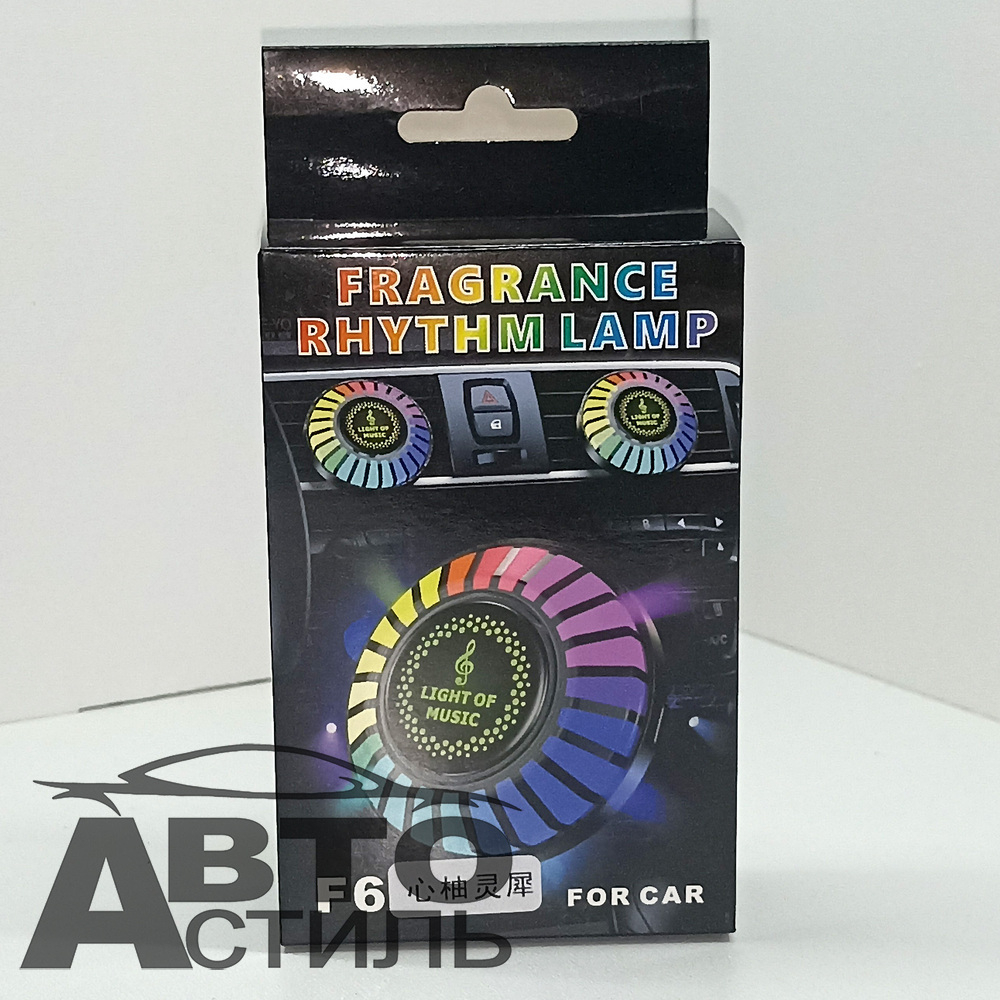 FRAGRANCE
RHYTHM LAMP
LIGHT OF
MUSIC
LIGHT OF
MUSIC
LIGHT OF
MUSIC
F6
心柚灵犀
FOR CAR
АВТО
СТИЛЬ